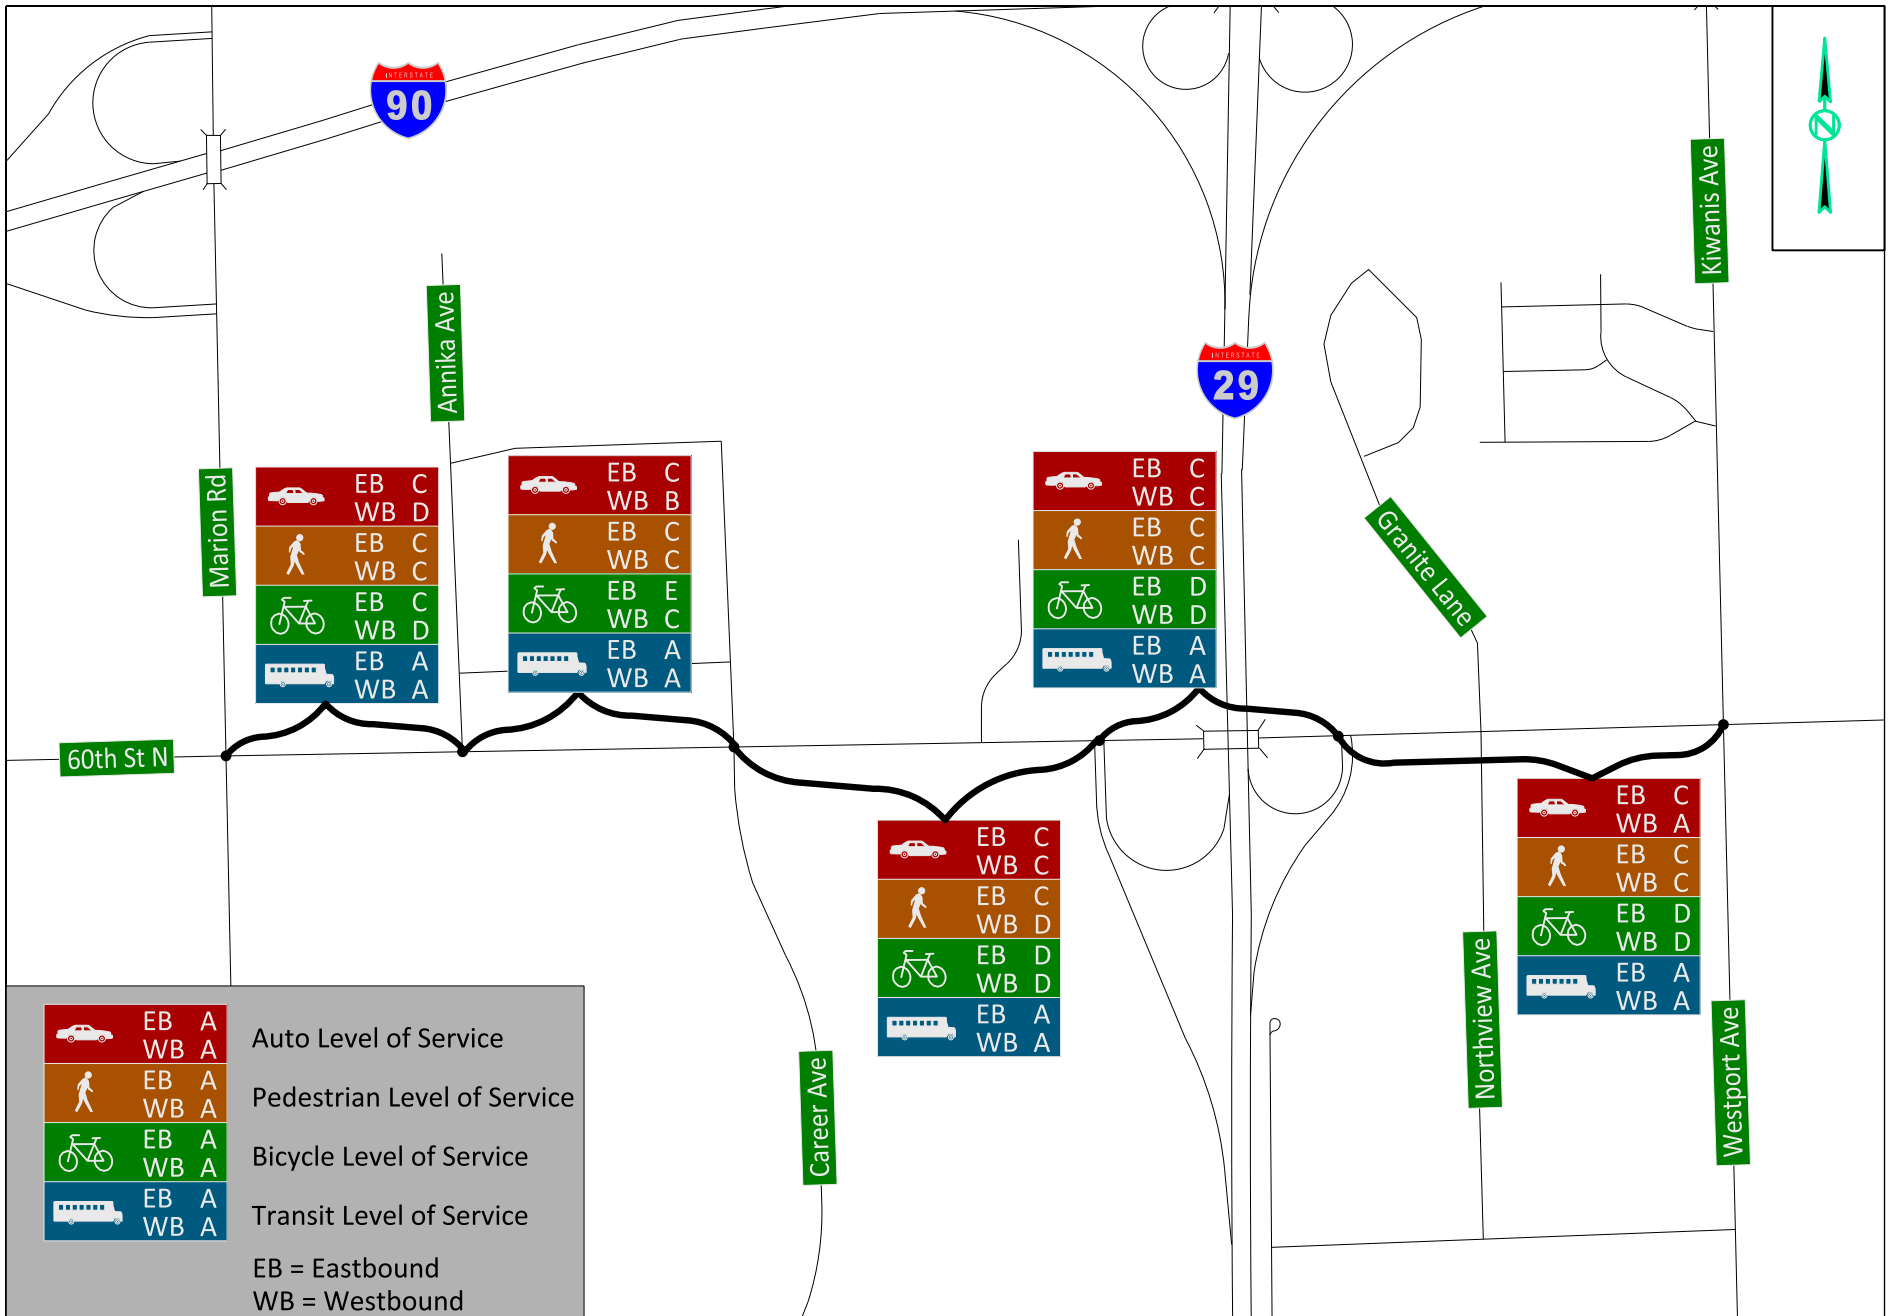 INTERSTATE
90
Kiwanis Ave
Annika Ave
INTERSTATE
29
Marion Rd
EB C
WB D
EB C
WB C
EB C
WB D
EB A
WB A
EB C
WB B
EB C
WB C
EB E
WB C
EB A
WB A
EB C
WB C
EB C
WB C
EB D
WB D
EB A
WB A
Granite Lane
60th St N
EB C
WB C
EB C
WB D
EB D
WB D
EB A
WB A
EB C
WB A
EB C
WB C
EB D
WB D
EB A
WB A
Northview Ave
Westport Ave
Career Ave
EB A
WB A
Auto Level of Service
EB A
WB A
Pedestrian Level of Service
EB A
WB A
Bicycle Level of Service
EB A
WB A
Transit Level of Service
EB = Eastbound
WB = Westbound
N